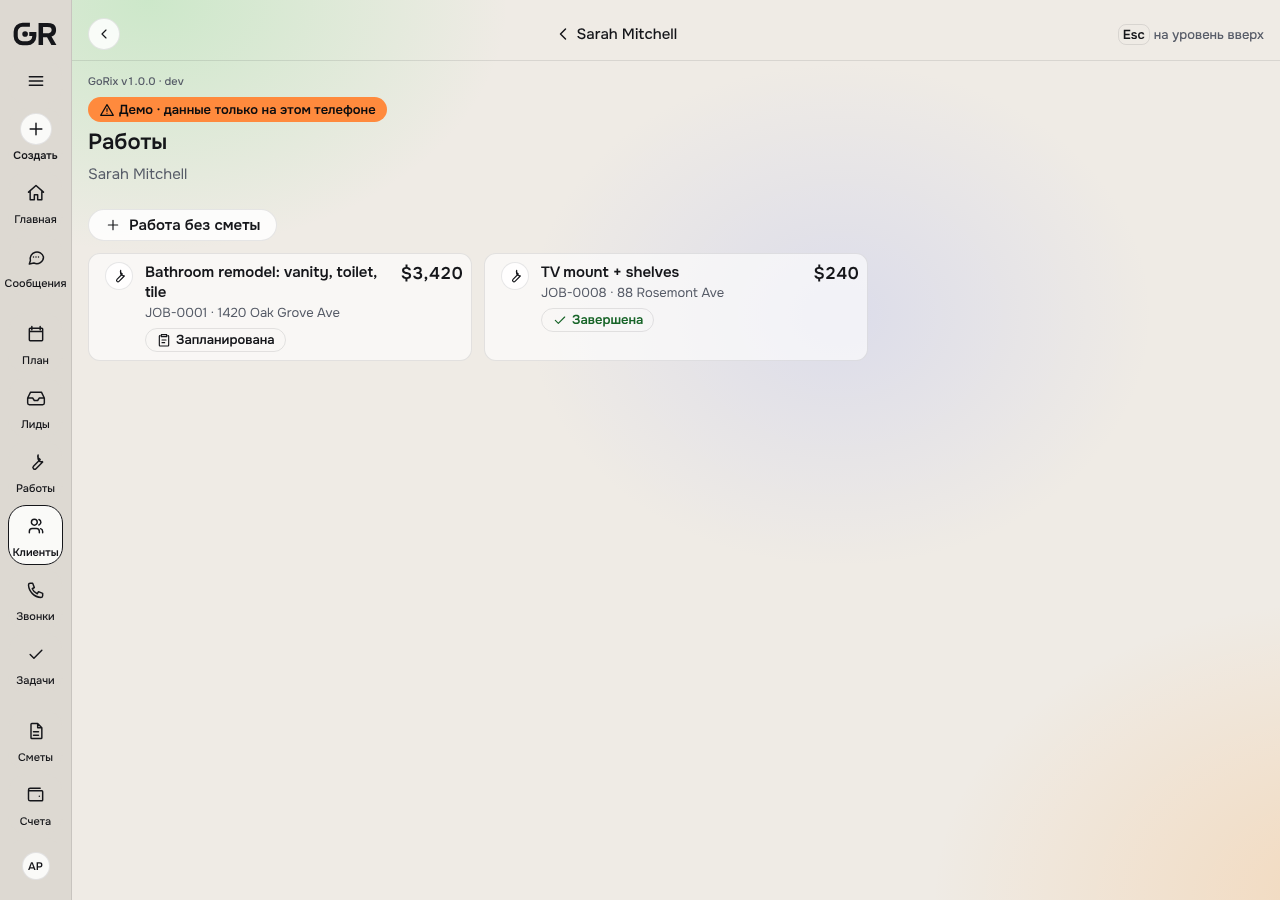 GR
Sarah Mitchell
Esc на уровень вверх
GoRix v1.0.0 · dev
Демо · данные только на этом телефоне
Работы
Sarah Mitchell
Работа без сметы
Bathroom remodel: vanity, toilet,
tile
$3,420
JOB-0001 · 1420 Oak Grove Ave
Запланирована
TV mount + shelves
$240
JOB-0008 · 88 Rosemont Ave
Завершена
Создать
Главная
Сообщения
План
Лиды
Работы
Клиенты
Звонки
Задачи
Сметы
Счета
AP